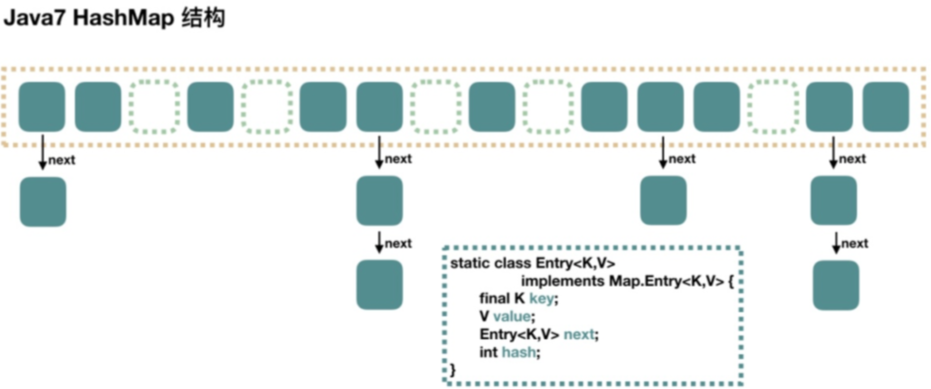 Java7 HashMap 结构
next
next
next
next
next
next
static class Entry<K,V>
implements Map.Entry<K,V> {
final K key;
V value;
Entry<K,V> next;
int hash;
}